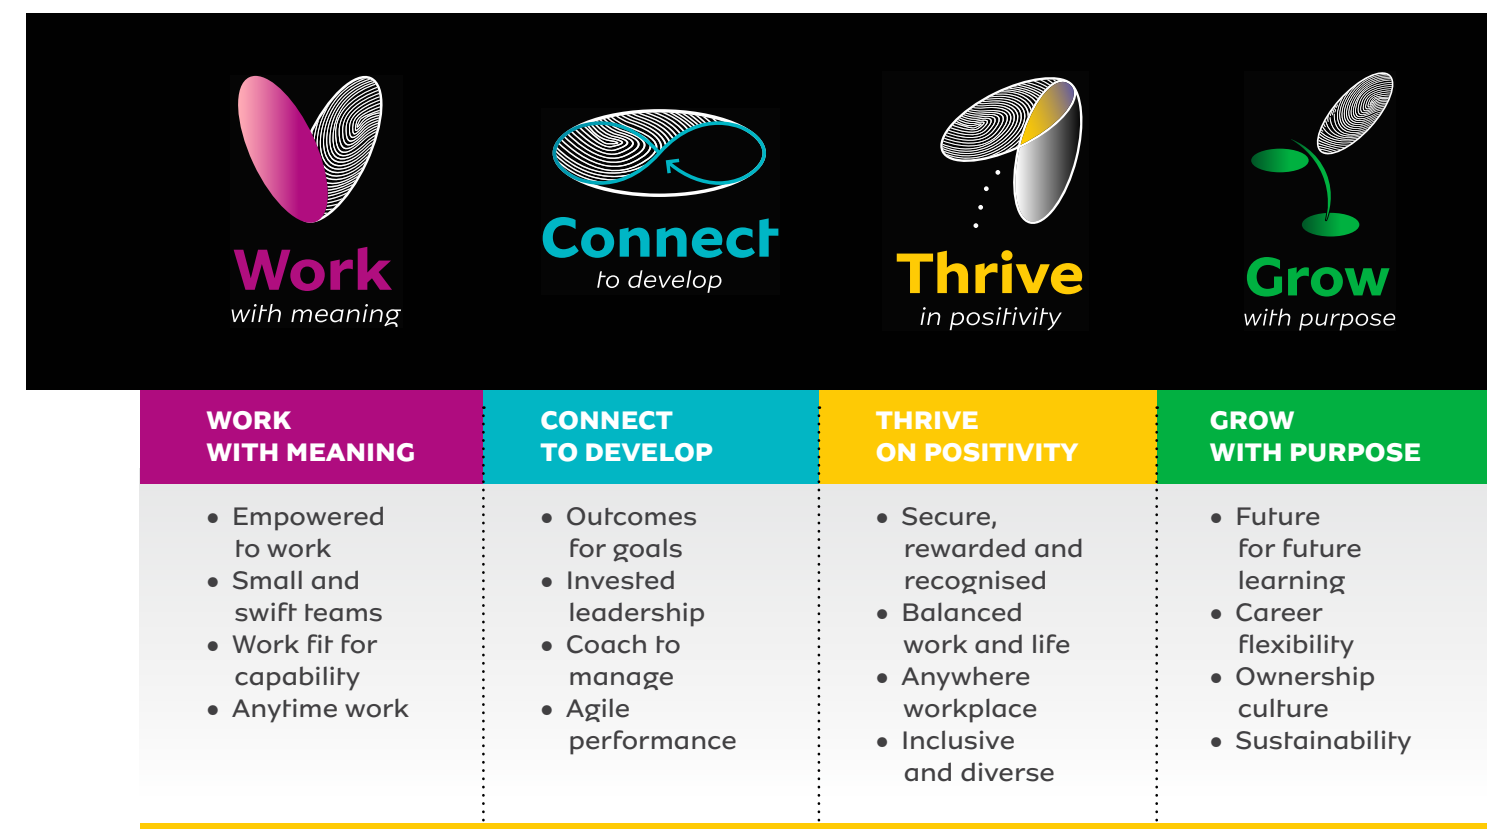 Work
with meaning
Connect
to develop
Thrive
in positivity
Grow
with purpose
WORK
WITH MEANING
• Empowered
to work
• Small and
swift teams
• Work fit for
capability
• Anytime work
CONNECT
TO DEVELOP
• Outcomes
for goals
• Invested
leadership
• Coach to
manage
• Agile
performance
THRIVE
ON POSITIVITY
• Secure,
rewarded and
recognised
• Balanced
work and life
• Anywhere
workplace
• Inclusive
and diverse
GROW
WITH PURPOSE
• Future
for future
learning
• Career
flexibility
• Ownership
culture
• Sustainability